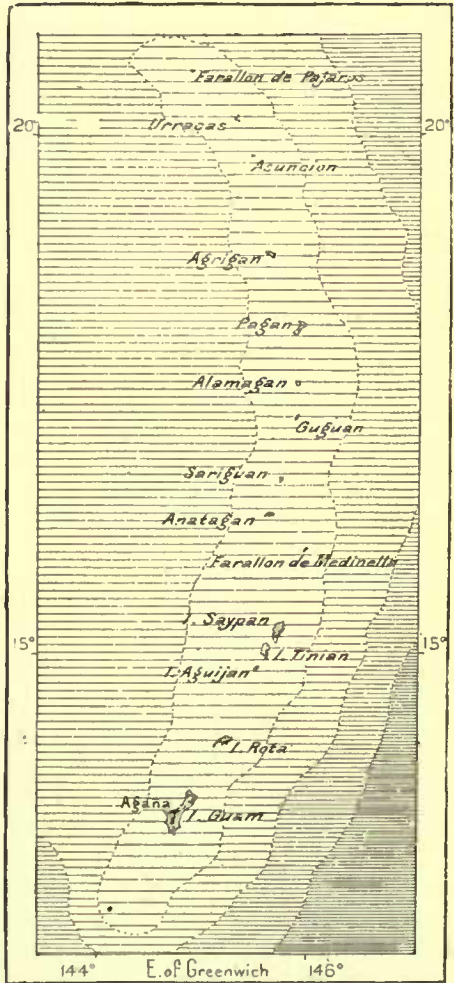 Farallon de Pajaros
20° 20°
Urracas
Asuncion
Agrigan
Pagan
Alamagan
Guguan
Sariguan
Anatagan
Farallon de Medinella
I. Saypan
15° 15°
I. Tinian
I. Aguijan
I. Rota
Agaña
I. Guam
144° E. of Greenwich 146°